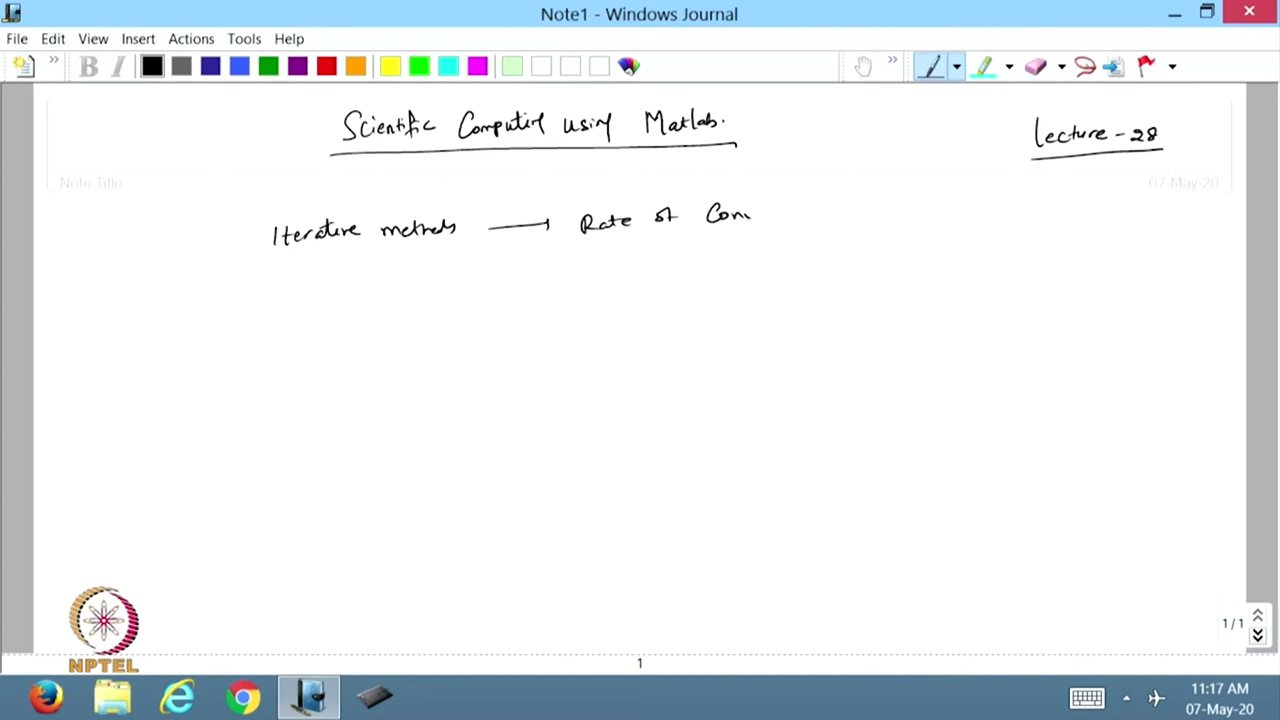 Note1 - Windows Journal
File Edit View Insert Actions Tools Help
B I
Scientific Computing using Matlab.
Lecture - 28
Note Title
07-May-20
Iterative methods → Rate of Conv
1 / 1
NPTEL
1
11:17 AM
07-May-20